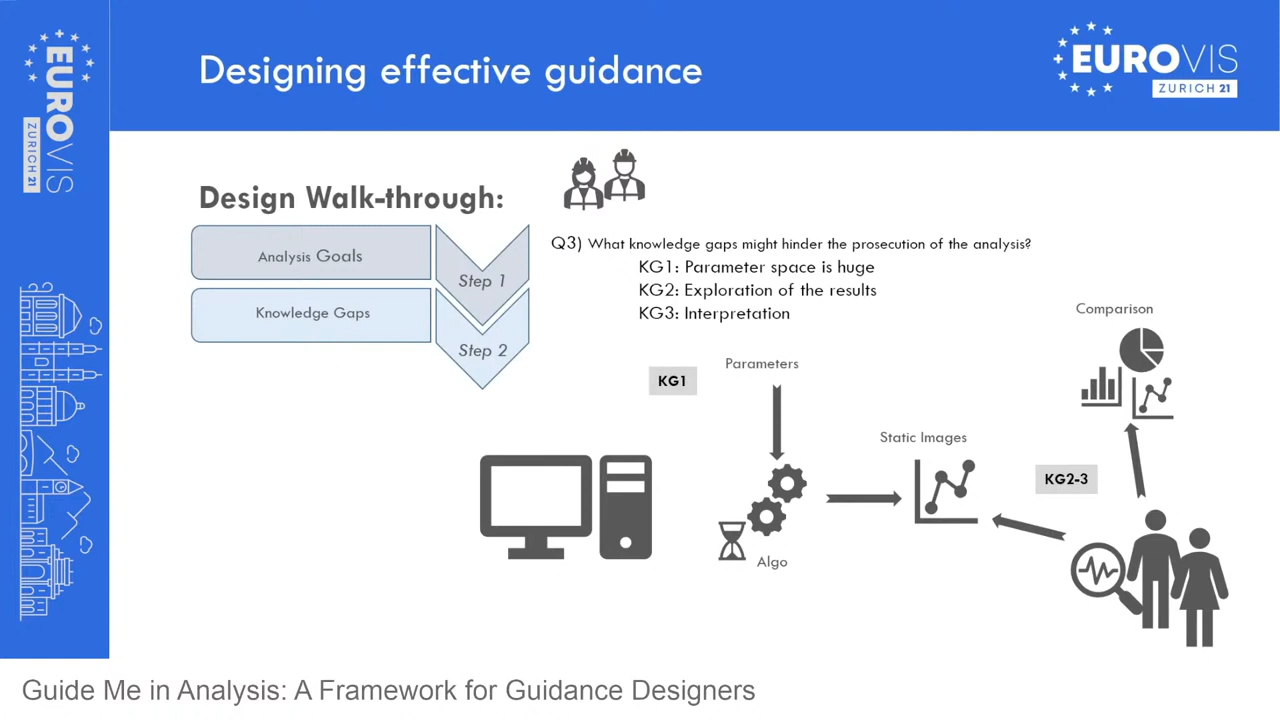 Designing effective guidance
EUROVIS
ZURICH 21
EUROVIS
ZURICH 21
Design Walk-through:
Analysis Goals
Step 1
Knowledge Gaps
Step 2
Q3) What knowledge gaps might hinder the prosecution of the analysis?
KG1: Parameter space is huge
KG2: Exploration of the results
KG3: Interpretation
Comparison
Parameters
KG1
Static Images
KG2-3
Algo
Guide Me in Analysis: A Framework for Guidance Designers